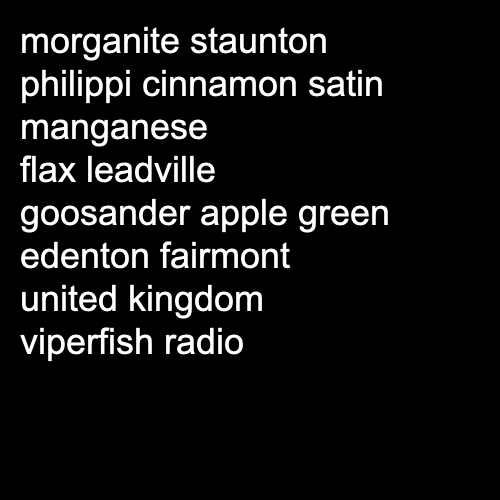 morganite staunton
philippi cinnamon satin
manganese
flax leadville
goosander apple green
edenton fairmont
united kingdom
viperfish radio